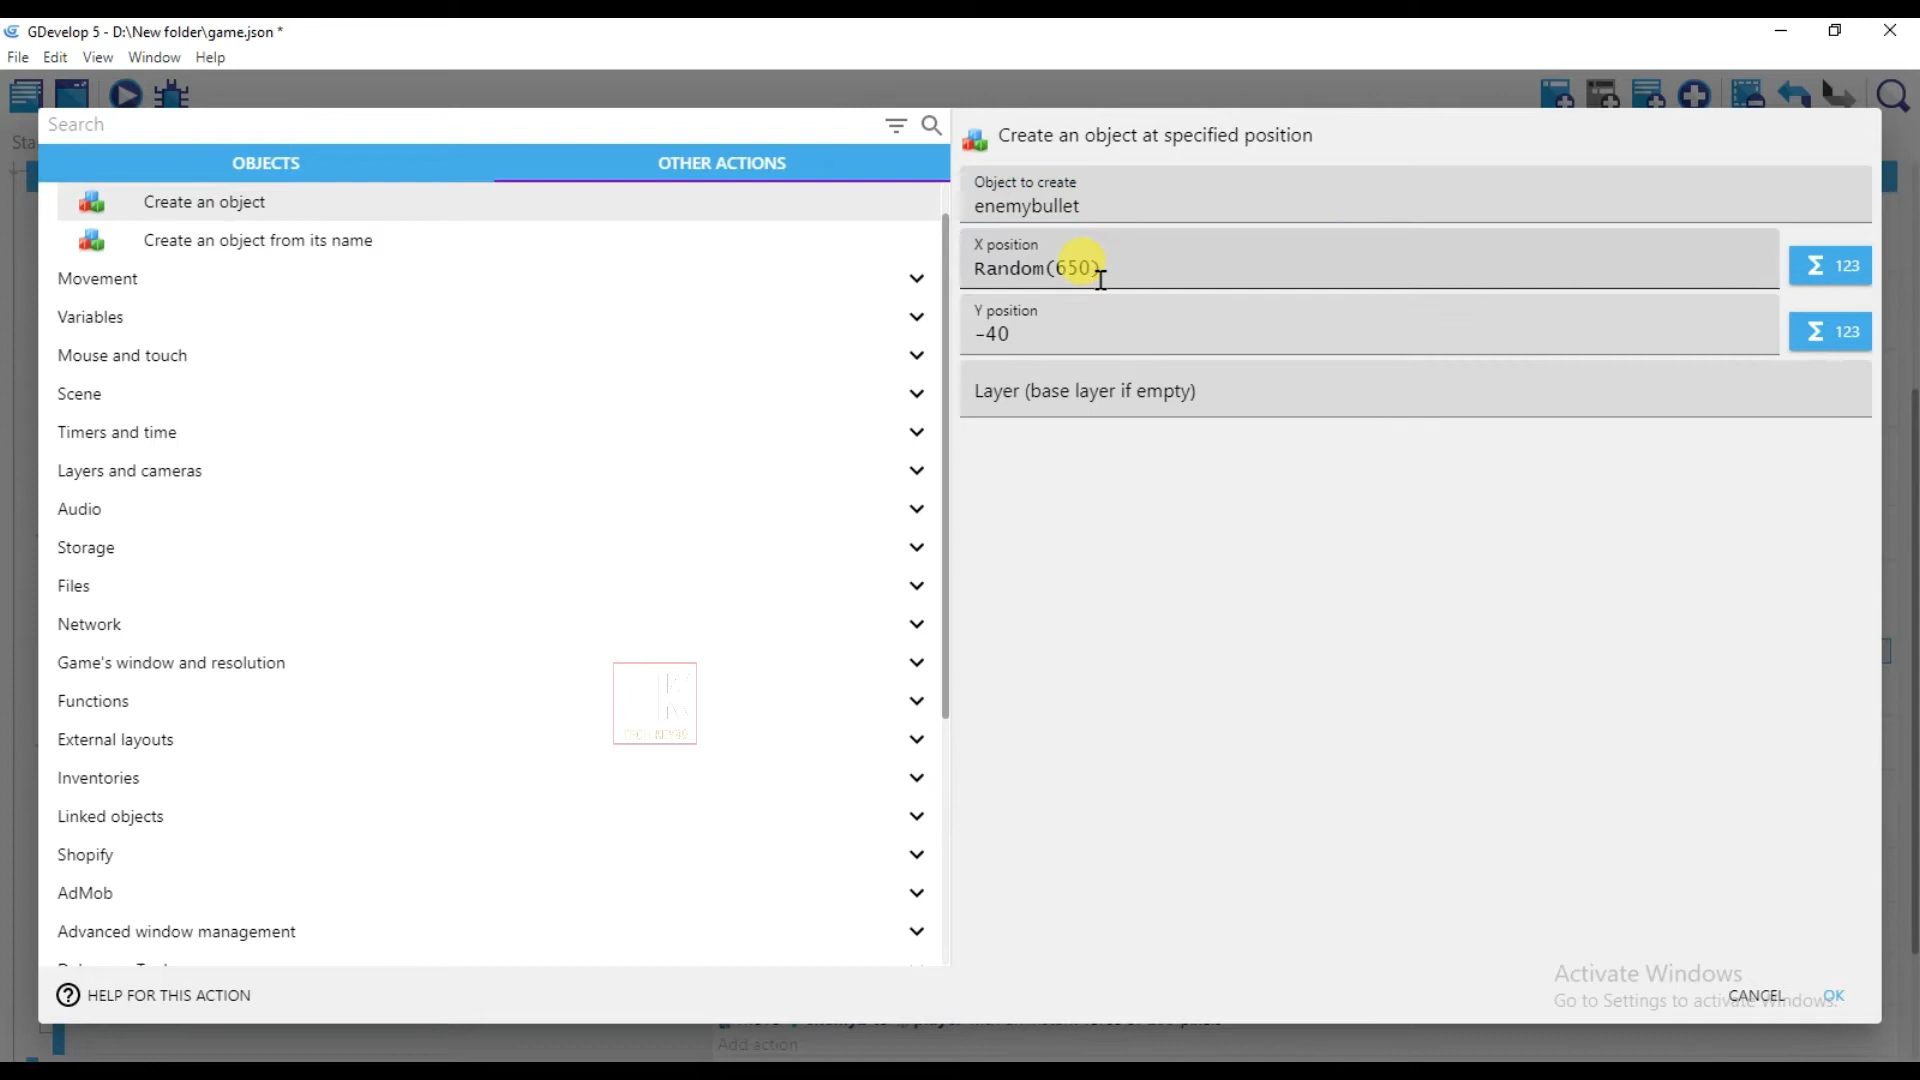 GDevelop 5 - D:\New folder\game.json *
File Edit View Window Help
Search
OBJECTS OTHER ACTIONS
Create an object
Create an object from its name
Movement
Variables
Mouse and touch
Scene
Timers and time
Layers and cameras
Audio
Storage
Files
Network
Game's window and resolution
Functions
External layouts
Inventories
Linked objects
Shopify
AdMob
Advanced window management
HELP FOR THIS ACTION
Create an object at specified position
Object to create
enemybullet
X position
Random(650)
Σ 123
Y position
-40
Σ 123
Layer (base layer if empty)
Activate Windows
Go to Settings to activate Windows.
CANCEL OK
Add action